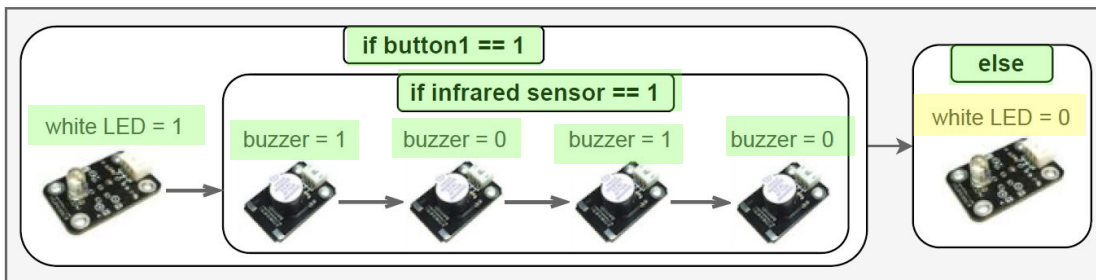 if button1 == 1
if infrared sensor == 1
white LED = 1
buzzer = 1
buzzer = 0
buzzer = 1
buzzer = 0
else
white LED = 0